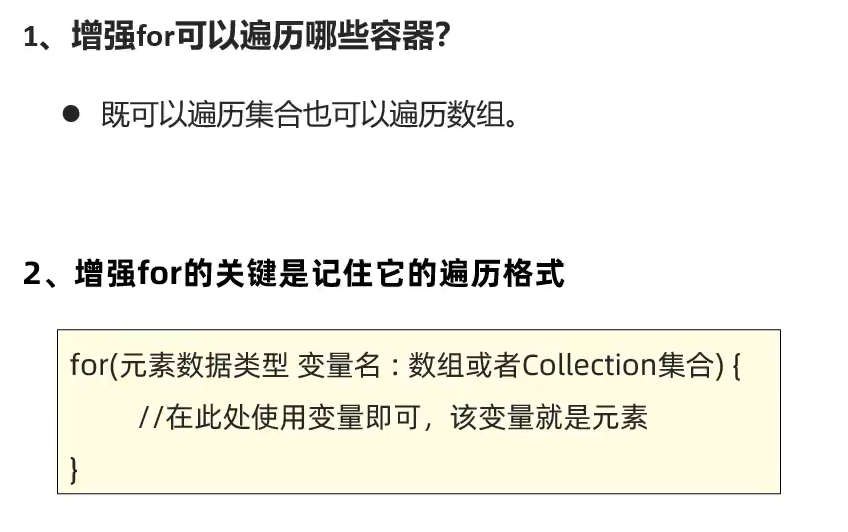 1、增强for可以遍历哪些容器?
● 既可以遍历集合也可以遍历数组。
2、增强for的关键是记住它的遍历格式
for(元素数据类型 变量名 : 数组或者Collection集合) {
//在此处使用变量即可，该变量就是元素
}